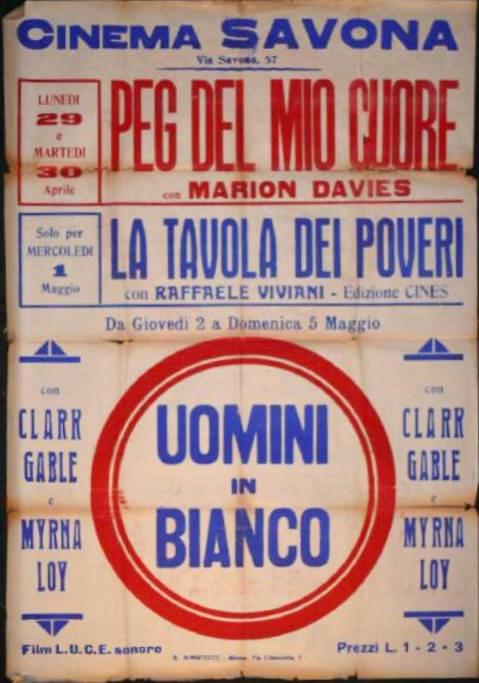 CINEMA SAVONA
Via Savona, 57
LUNEDI
29
e
MARTEDI
30
Aprile
PEG DEL MIO CUORE
con MARION DAVIES
Solo per
MERCOLEDI
1
Maggio
LA TAVOLA DEI POVERI
con RAFFAELE VIVIANI - Edizione CINES
Da Giovedi 2 a Domenica 5 Maggio
con
CLARK
GABLE
e
MYRNA
LOY
UOMINI
IN
BIANCO
con
CLARK
GABLE
e
MYRNA
LOY
Film L.U.C.E. sonoro
Prezzi L. 1 - 2 - 3